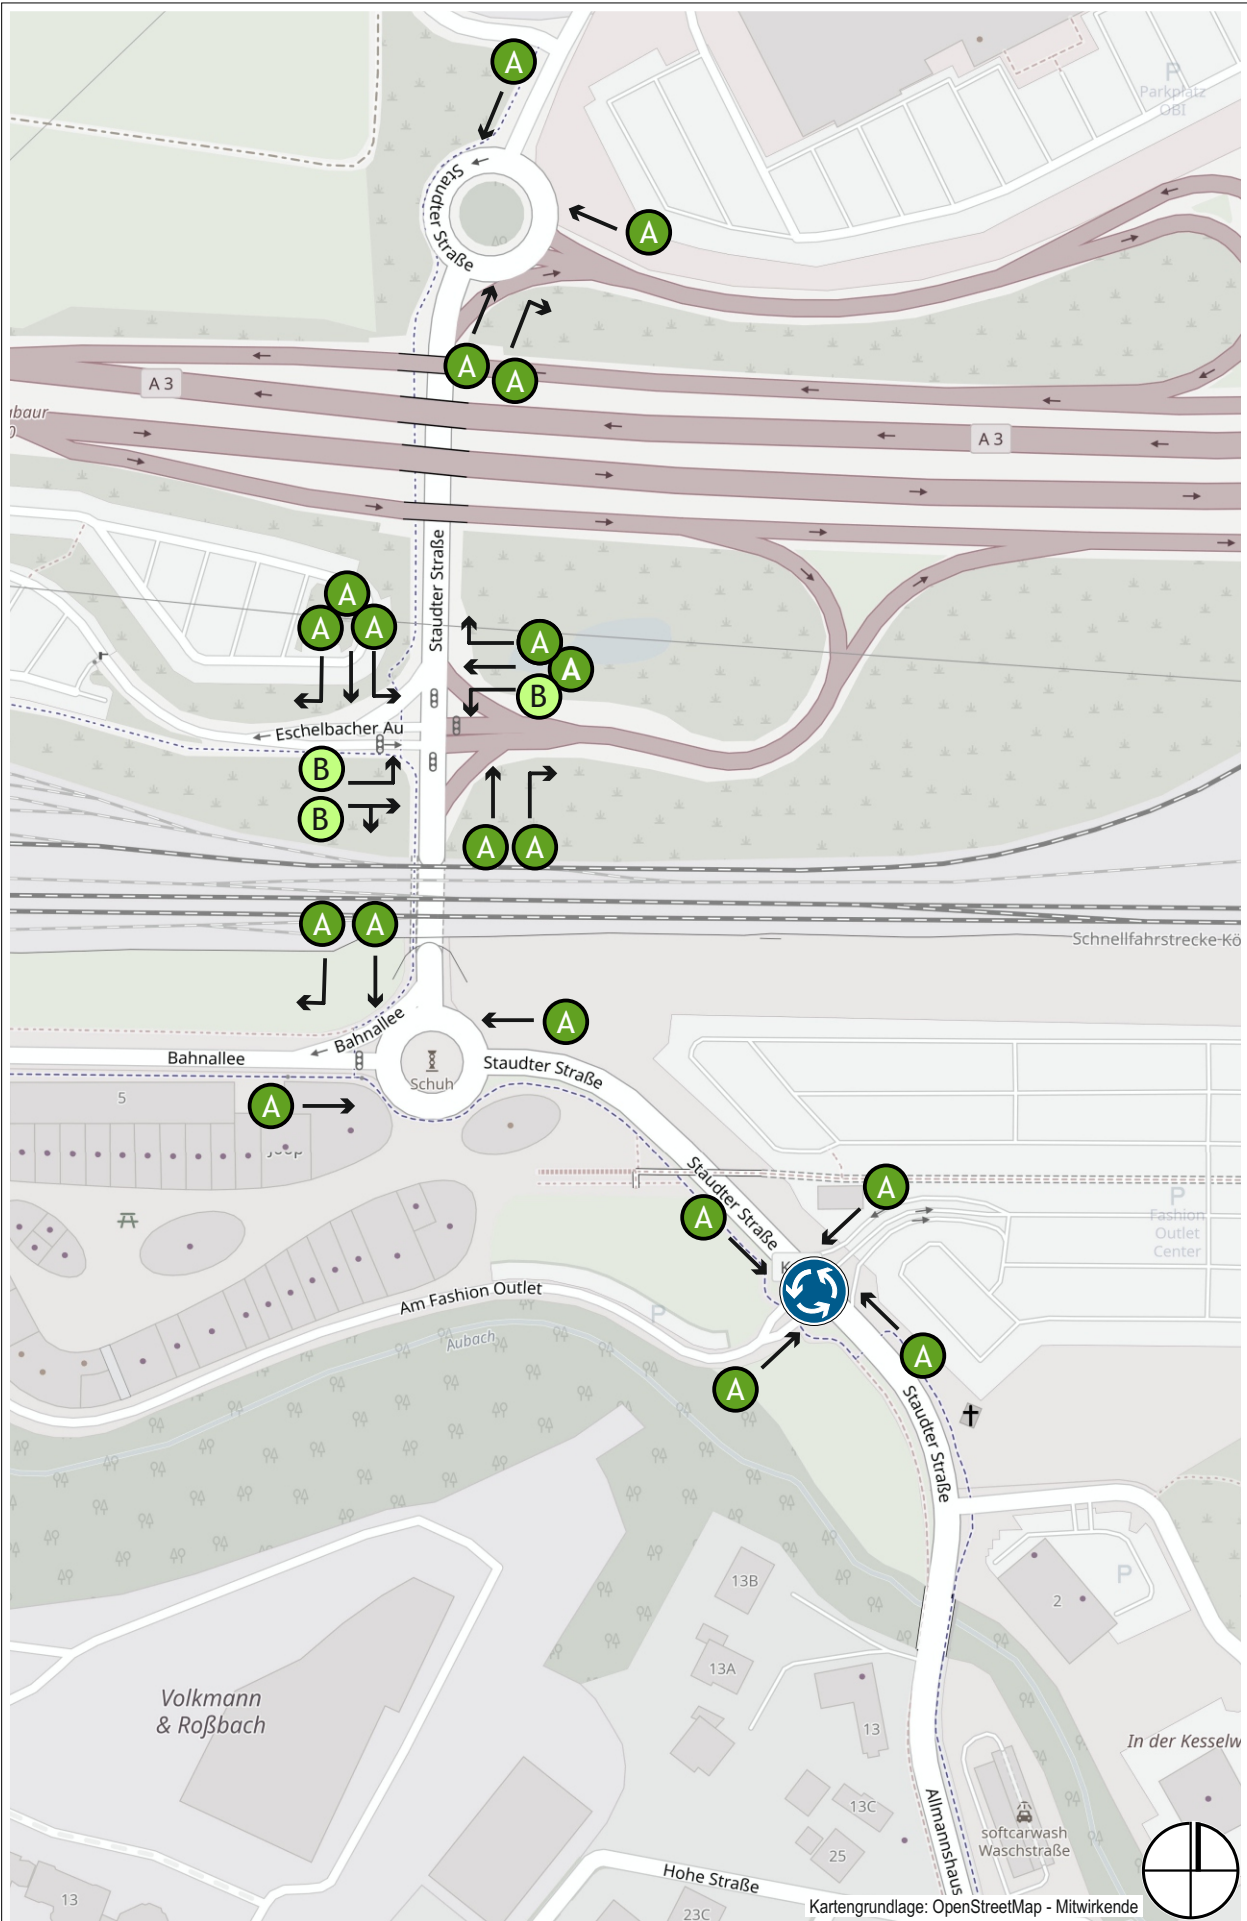 A
P
Parkplatz
OBI
Staudter Straße
A
A
A
A 3
A 3
Staudter Straße
A
A
A
A
A
B
Eschelbacher Au
B
B
A
A
A
A
Schnellfahrstrecke Kö
A
Bahnallee
Bahnallee
Staudter Straße
Schuh
5
A
Staudter Straße
A
A
P
Fashion
Outlet
Center
K
Am Fashion Outlet
P
Aubach
A
A
Staudter Straße
13B
2
P
13A
Volkmann
& Roßbach
13
In der Kesselw
Allmannshaus
13C
softcarwash
Waschstraße
25
Hohe Straße
13
23C
Kartengrundlage: OpenStreetMap - Mitwirkende